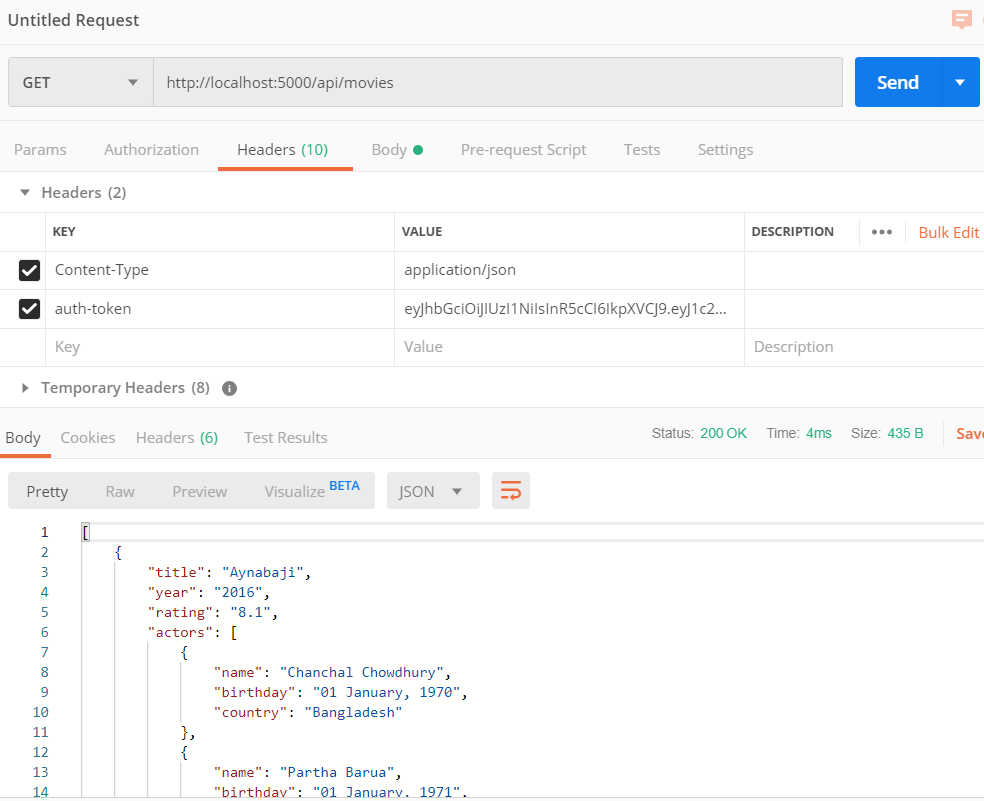 Untitled Request
GET http://localhost:5000/api/movies Send
Params Authorization Headers (10) Body Pre-request Script Tests Settings
Headers (2)
KEY VALUE DESCRIPTION ••• Bulk Edit
Content-Type application/json
auth-token eyJhbGciOiJIUzI1NiIsInR5cCI6IkpXVCJ9.eyJ1c2...
Key Value Description
Temporary Headers (8)
Body Cookies Headers (6) Test Results Status: 200 OK Time: 4ms Size: 435 B Save
Pretty Raw Preview Visualize BETA JSON
1 [
2 {
3 "title": "Aynabaji",
4 "year": "2016",
5 "rating": "8.1",
6 "actors": [
7 {
8 "name": "Chanchal Chowdhury",
9 "birthday": "01 January, 1970",
10 "country": "Bangladesh"
11 },
12 {
13 "name": "Partha Barua",
14 "birthday": "01 January, 1971",